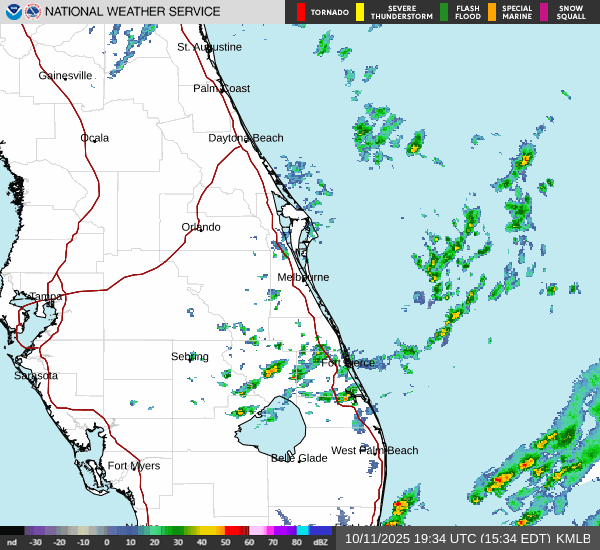 NATIONAL WEATHER SERVICE
TORNADO
SEVERE THUNDERSTORM
FLASH FLOOD
SPECIAL MARINE
SNOW SQUALL
St. Augustine
Gainesville
Palm Coast
Ocala
Daytona Beach
Orlando
Melbourne
Tampa
Sebring
Fort Pierce
Sarasota
West Palm Beach
Belle Glade
Fort Myers
nd -30 -20 -10 0 10 20 30 40 50 60 70 80 dBZ
10/11/2025 19:34 UTC (15:34 EDT) KMLB